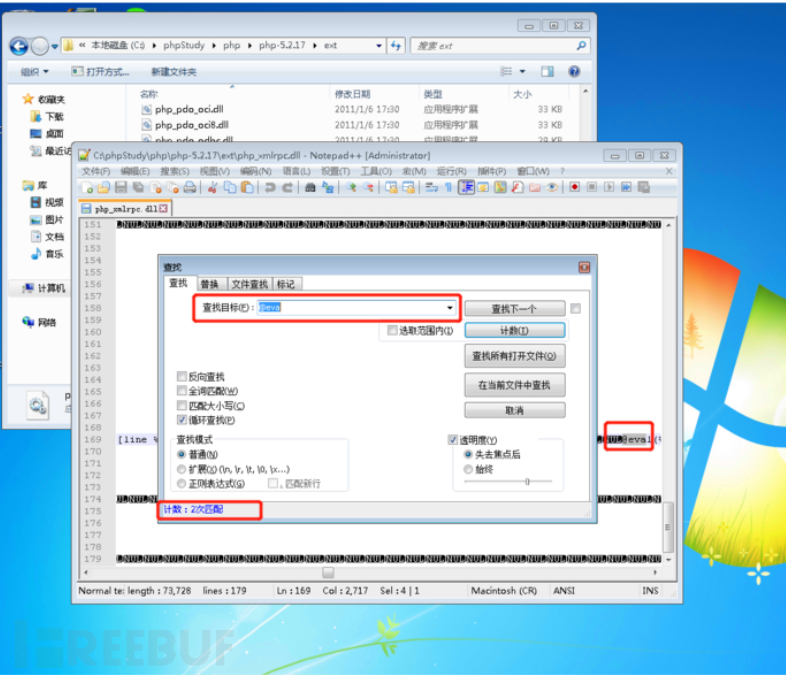 « 本地磁盘 (C:) ▸ phpStudy ▸ php ▸ php-5.2.17 ▸ ext
搜索 ext
组织 打开方式... 新建文件夹
名称 修改日期 类型 大小
收藏夹
下载
桌面
最近访
库
视频
图片
文档
音乐
计算机
网络
php_pdo_oci.dll 2011/1/6 17:30 应用程序扩展 33 KB
php_pdo_oci8.dll 2011/1/6 17:30 应用程序扩展 33 KB
php_pdo_odbc.dll 2011/1/6 17:30 应用程序扩展 29 KB
C:\phpStudy\php\php-5.2.17\ext\php_xmlrpc.dll - Notepad++ [Administrator]
文件(F) 编辑(E) 搜索(S) 视图(V) 编码(N) 语言(L) 设置(T) 工具(O) 宏(M) 运行(R) 插件(P) 窗口(W) ?
php_xmlrpc.dll
151
152
153
154
155
156
157
158
159
160
161
162
163
164
165
166
167
168
169 [line % @eval(%
170
171
172
173
174
175
176
177
178
179
查找
查找 替换 文件查找 标记
查找目标(F)： @eva
查找下一个
选取范围内(I)
计数(T)
查找所有打开文件(O)
在当前文件中查找
取消
反向查找
全词匹配(W)
匹配大小写(C)
循环查找(P)
查找模式
普通(N)
扩展(X) (\n, \r, \t, \0, \x...)
正则表达式(G) . 匹配新行
透明度(Y)
失去焦点后
始终
计数：2次匹配
Normal te: length : 73,728 lines : 179 Ln : 169 Col : 2,717 Sel : 4 | 1 Macintosh (CR) ANSI INS
FREEBUF